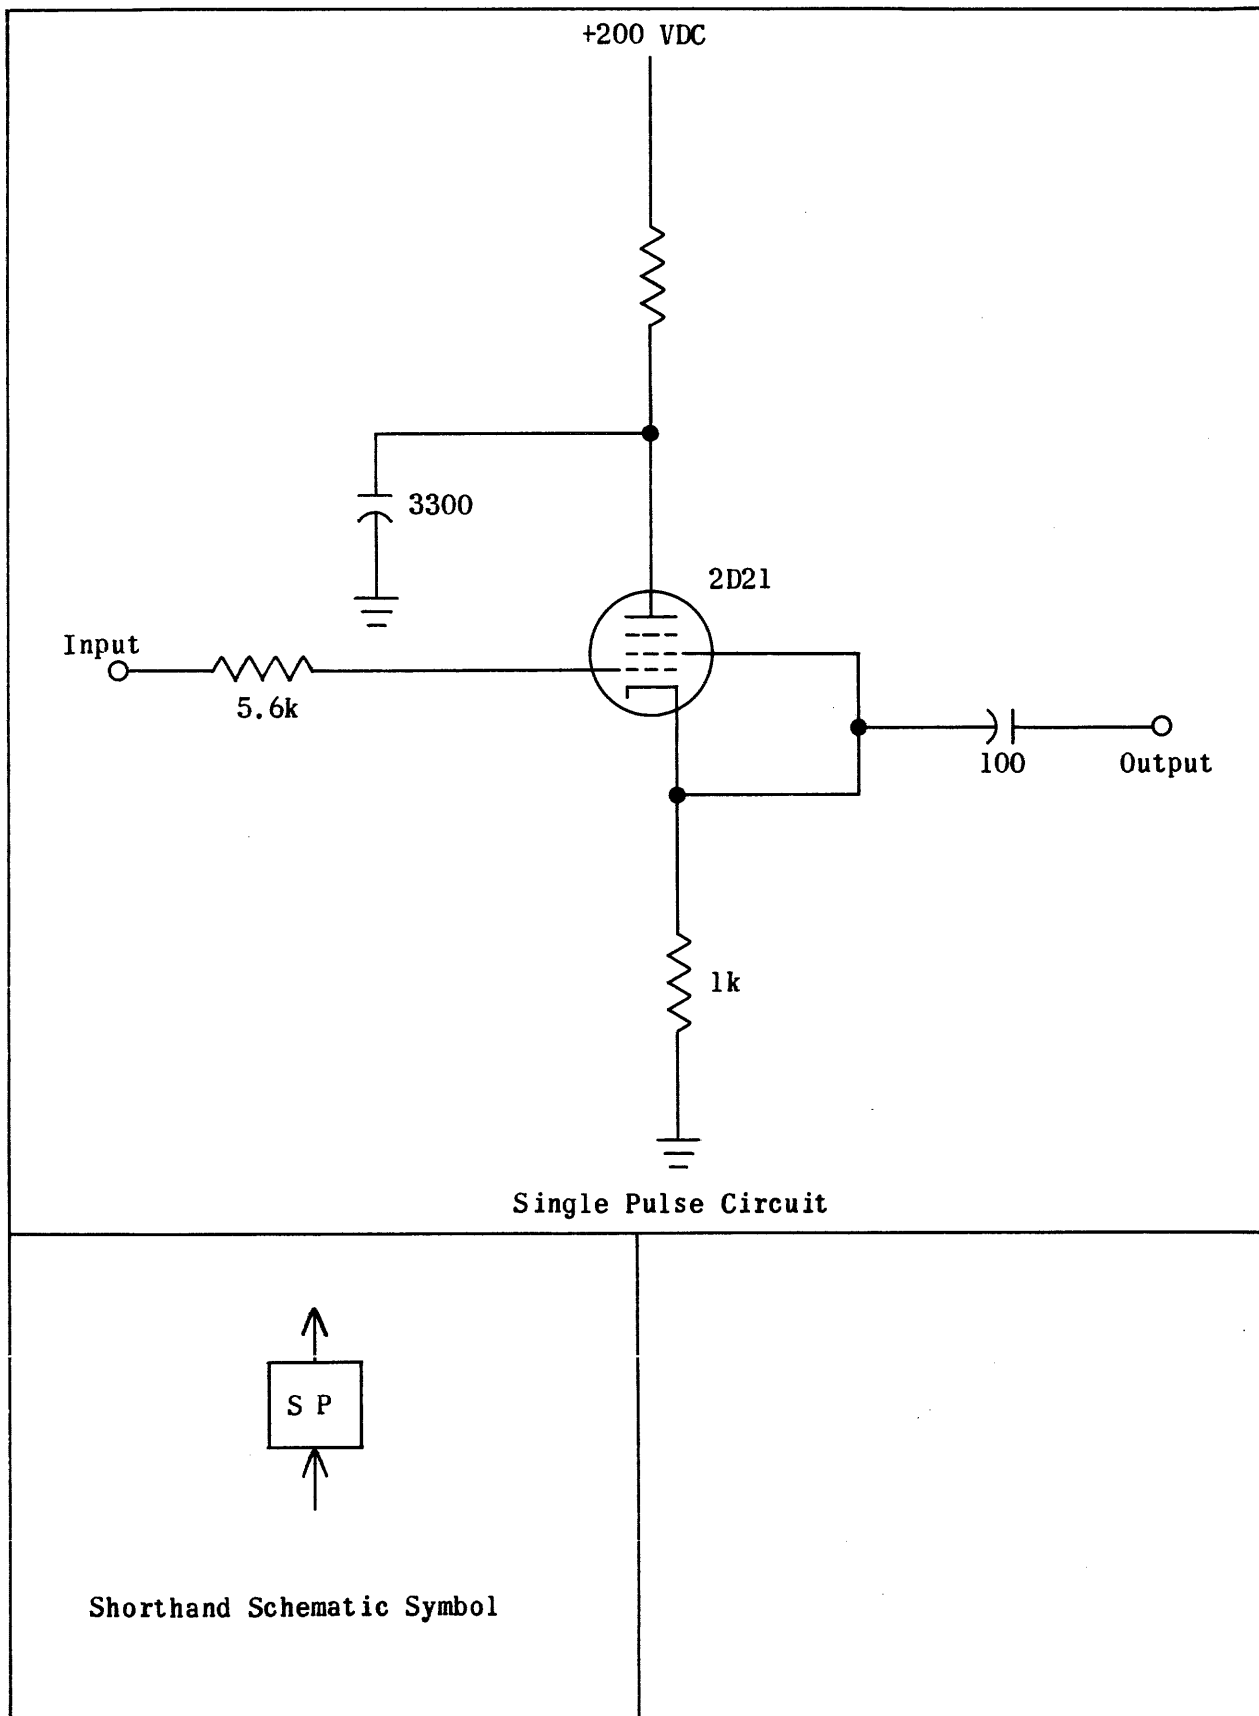 +200 VDC
3300
2D21
Input
5.6k
100
Output
1k
Single Pulse Circuit
S P
Shorthand Schematic Symbol